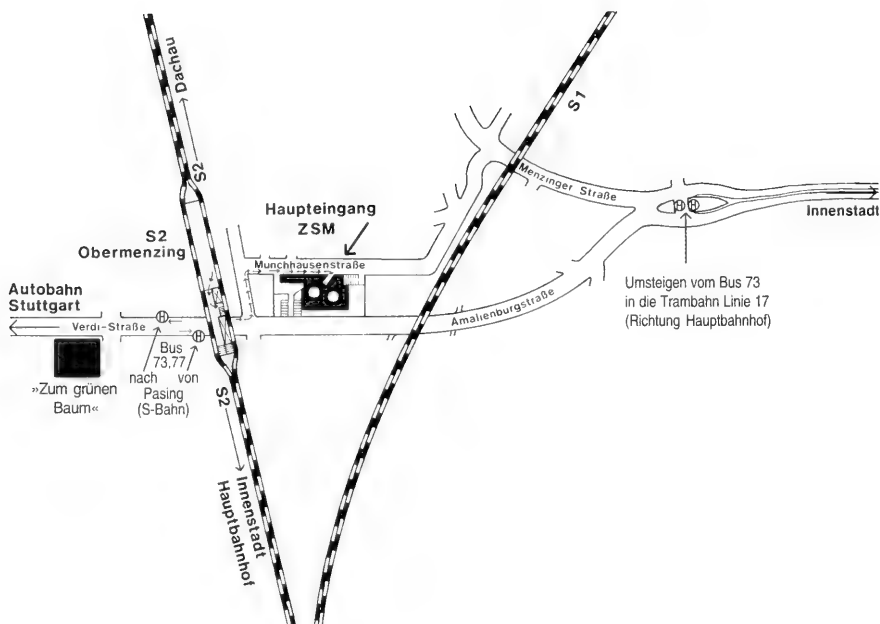 Dachau
S2
S1
Menzinger Straße
Innenstadt
Haupteingang
ZSM
S2
Obermenzing
Münchhausenstraße
Autobahn
Stuttgart
Verdi-Straße
H
H
H
H
Amalienburgstraße
Umsteigen vom Bus 73
in die Trambahn Linie 17
(Richtung Hauptbahnhof)
Bus
73,77
nach von
Pasing
(S-Bahn)
»Zum grünen
Baum«
S2
Innenstadt
Hauptbahnhof